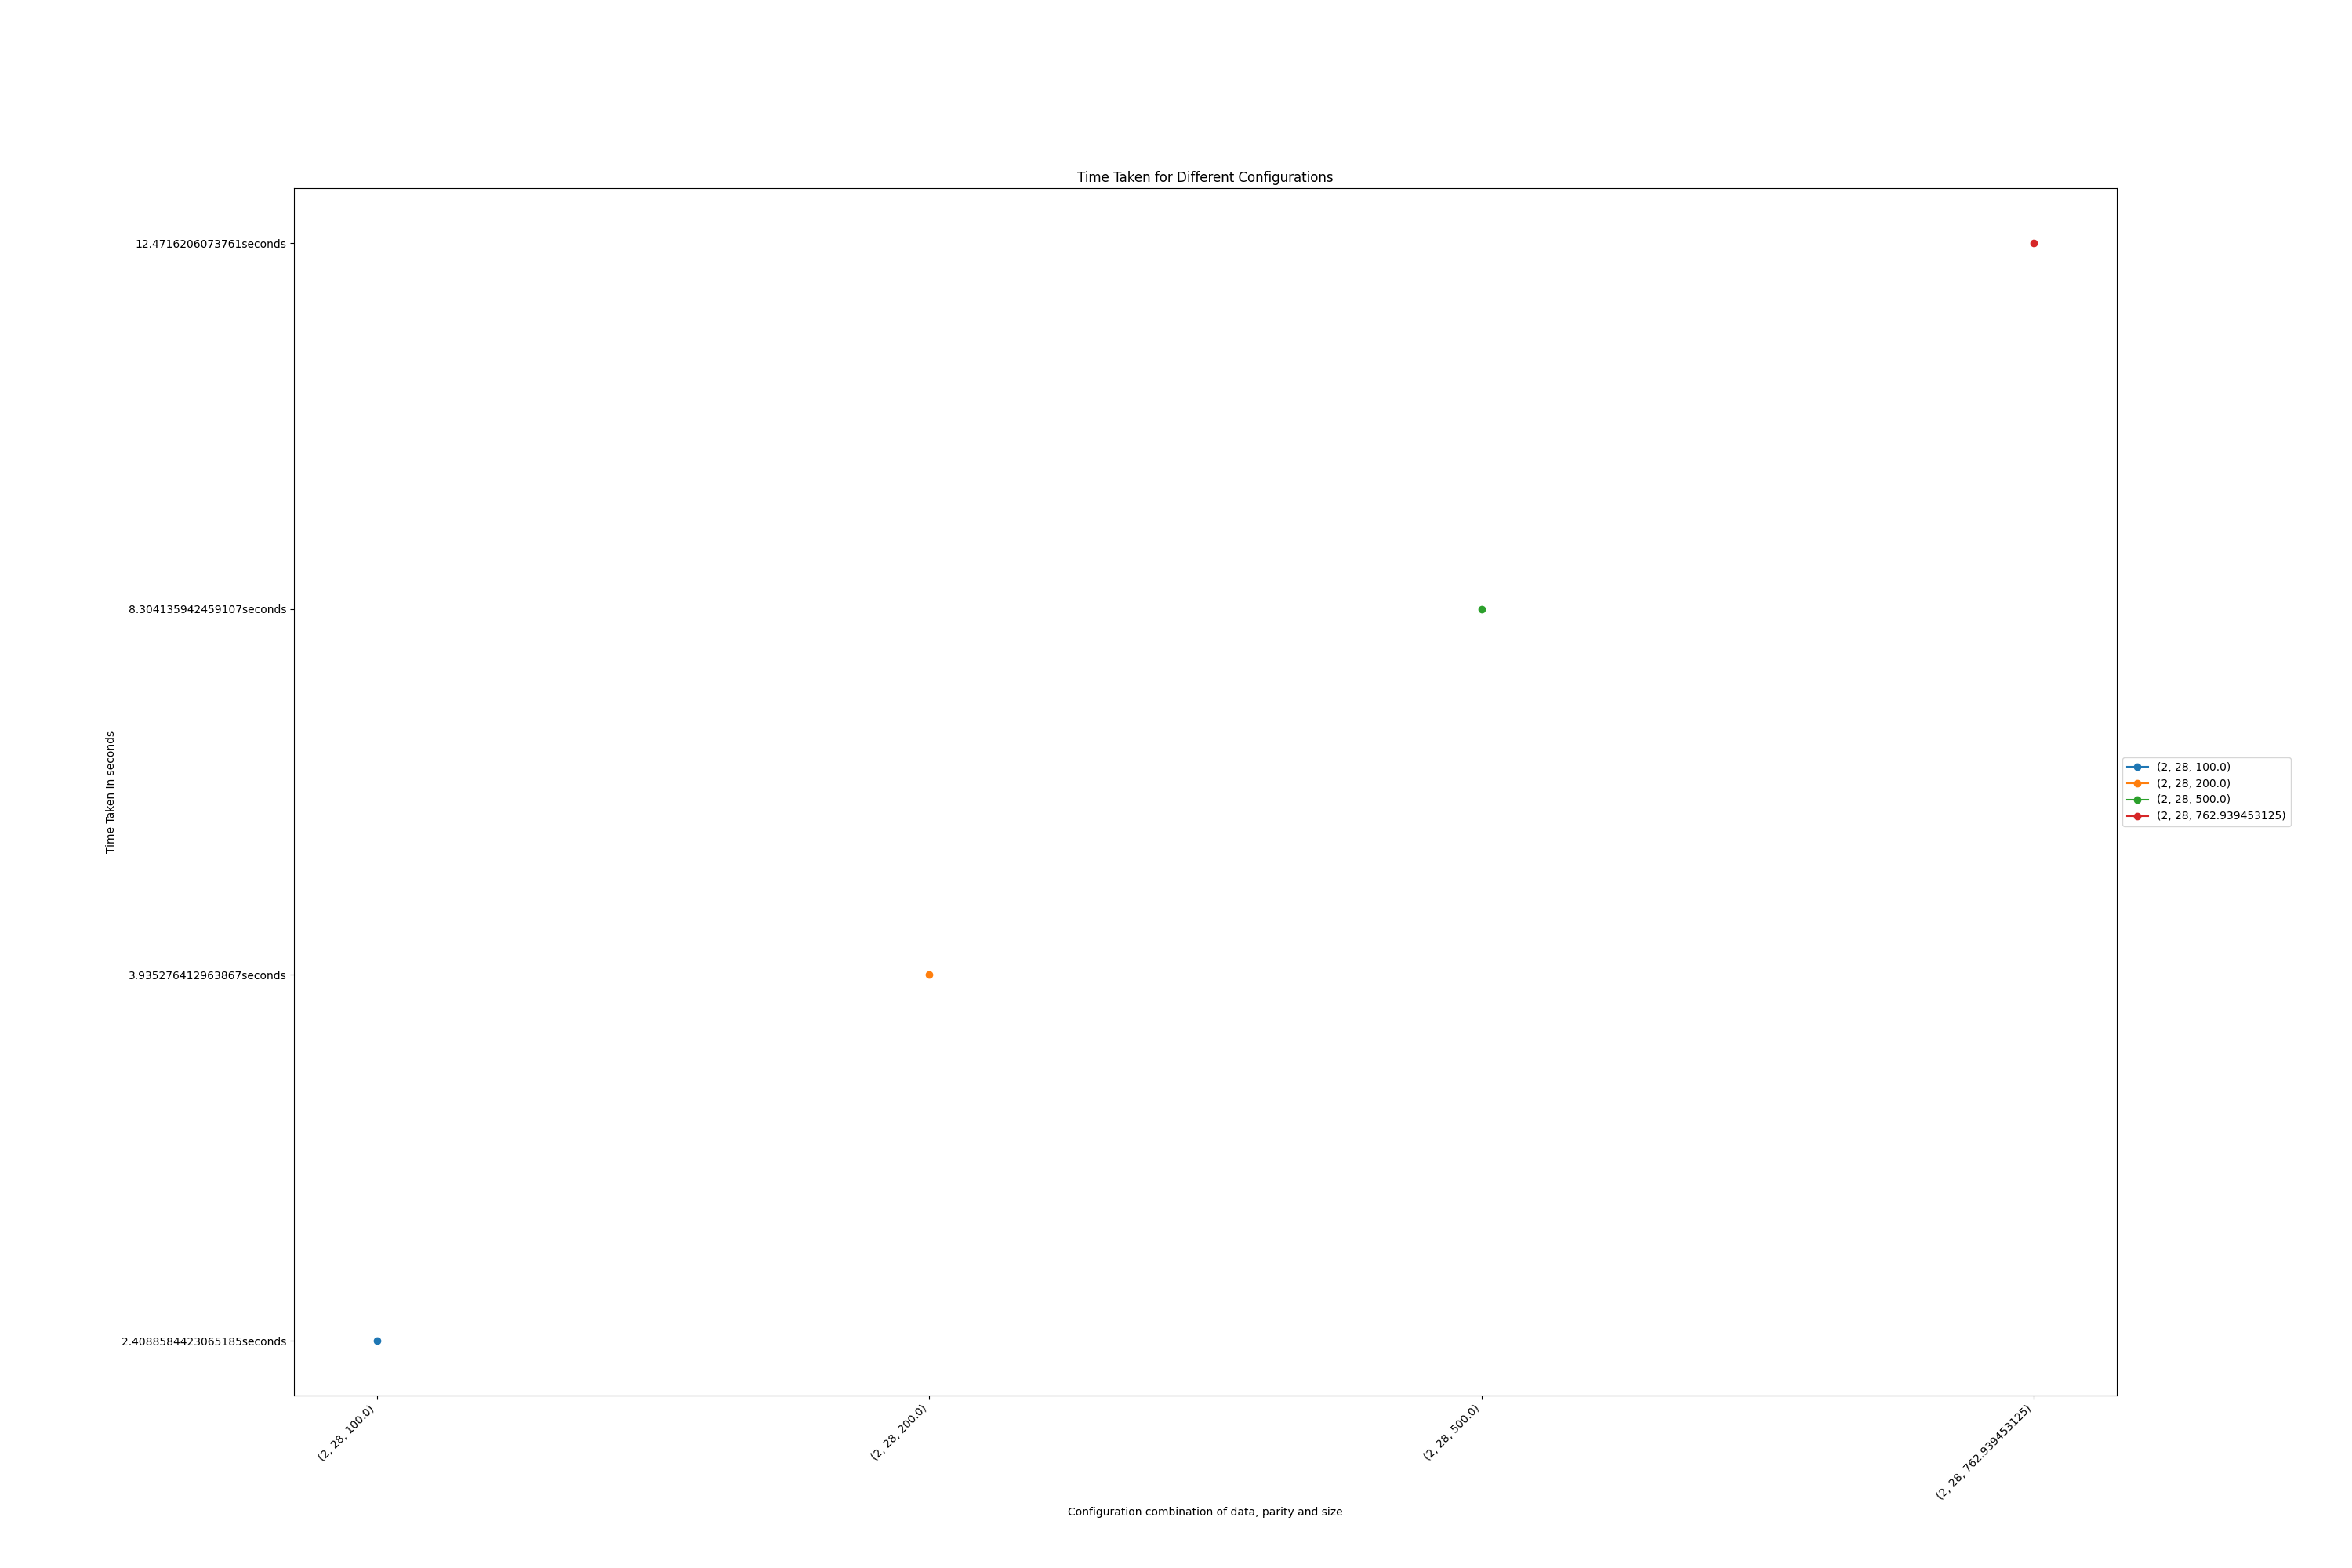 Time Taken for Different Configurations
12.4716206073761seconds
8.304135942459107seconds
3.935276412963867seconds
2.4088584423065185seconds
Time Taken In seconds
(2, 28, 100.0)
(2, 28, 200.0)
(2, 28, 500.0)
(2, 28, 762.939453125)
Configuration combination of data, parity and size
(2, 28, 100.0)
(2, 28, 200.0)
(2, 28, 500.0)
(2, 28, 762.939453125)